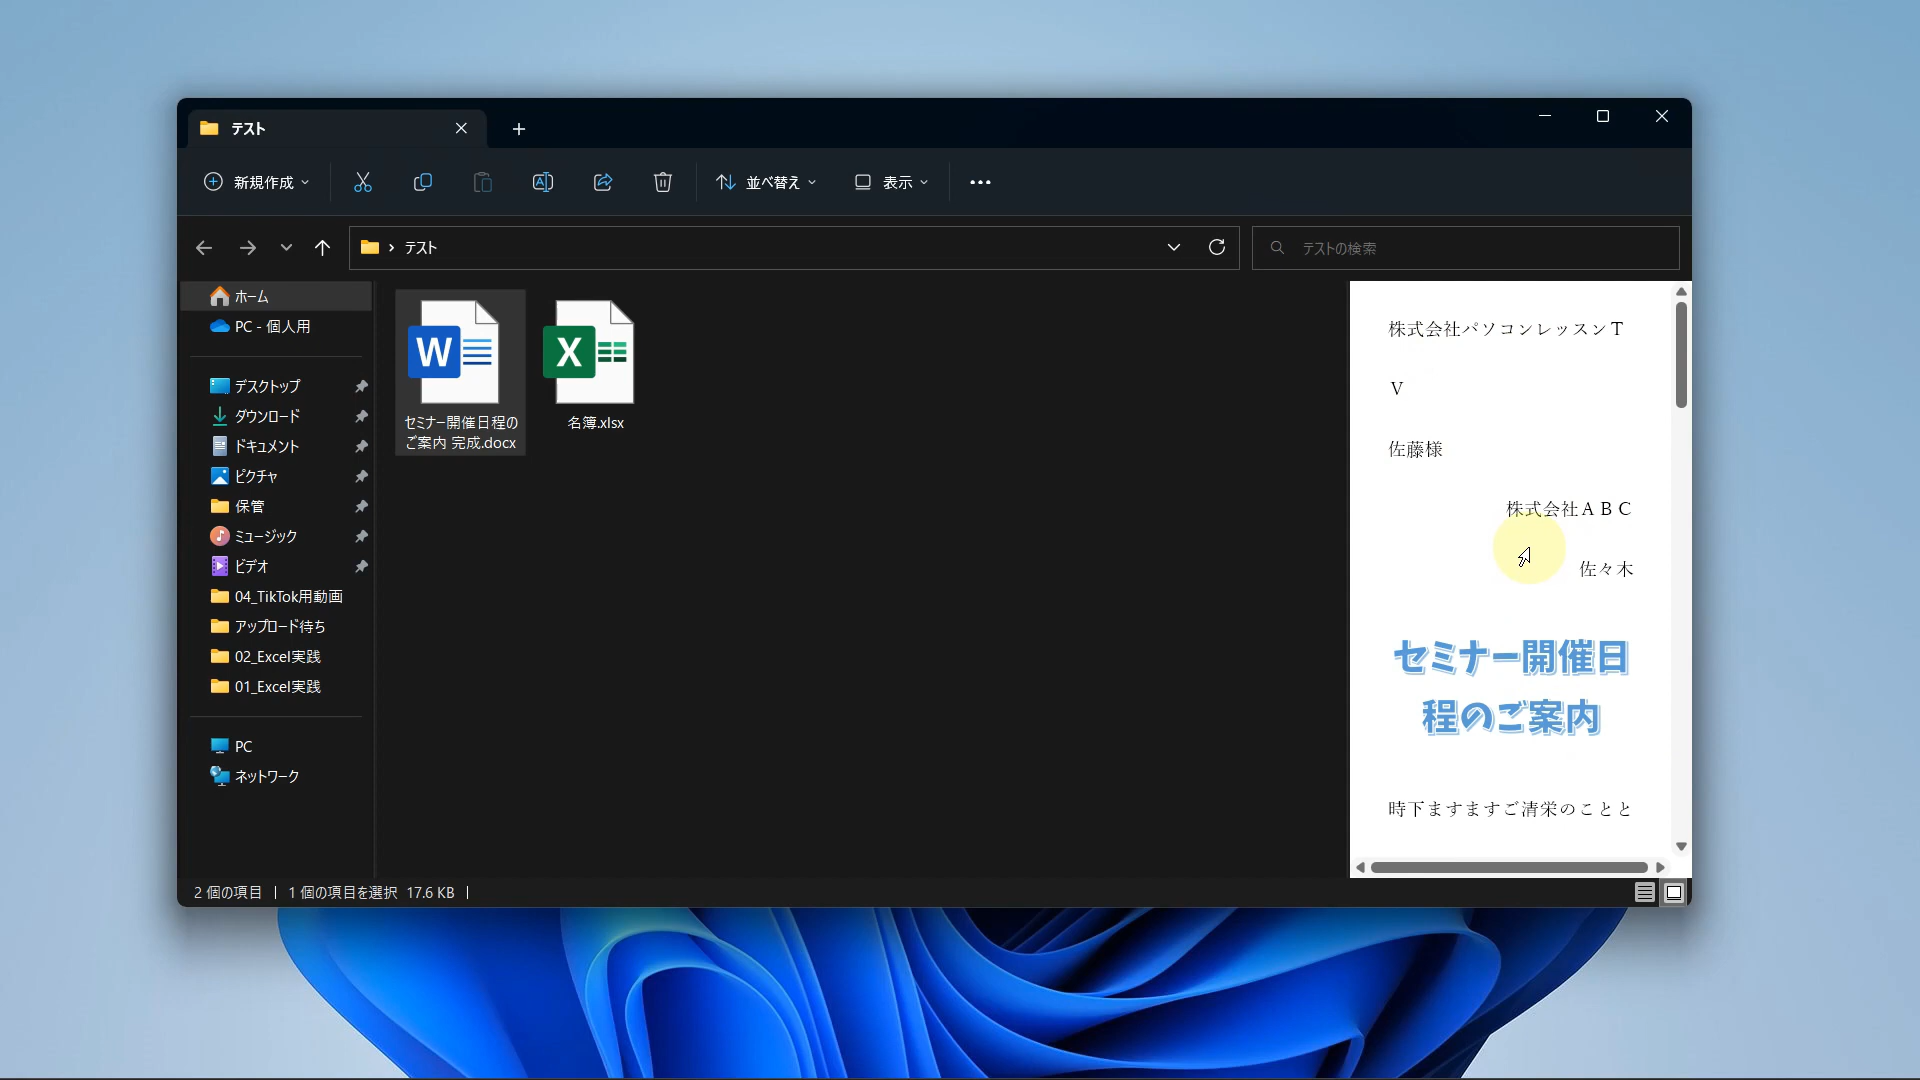 テスト
新規作成
並べ替え
表示
テスト
テストの検索
ホーム
PC - 個人用
デスクトップ
ダウンロード
ドキュメント
ピクチャ
保管
ミュージック
ビデオ
04_TikTok用動画
アップロード待ち
02_Excel実践
01_Excel実践
PC
ネットワーク
W
セミナー開催日程の
ご案内 完成.docx
X
名簿.xlsx
株式会社パソコンレッスンＴ
Ｖ
佐藤様
株式会社ＡＢＣ
佐々木
セミナー開催日
程のご案内
時下ますますご清栄のことと
2 個の項目
1 個の項目を選択 17.6 KB